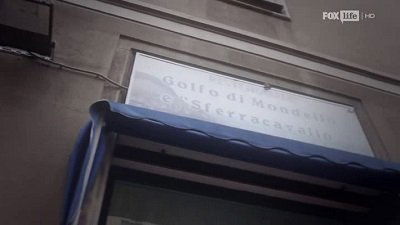 FOX life HD
Golfo di Mondello
e Sferracavallo